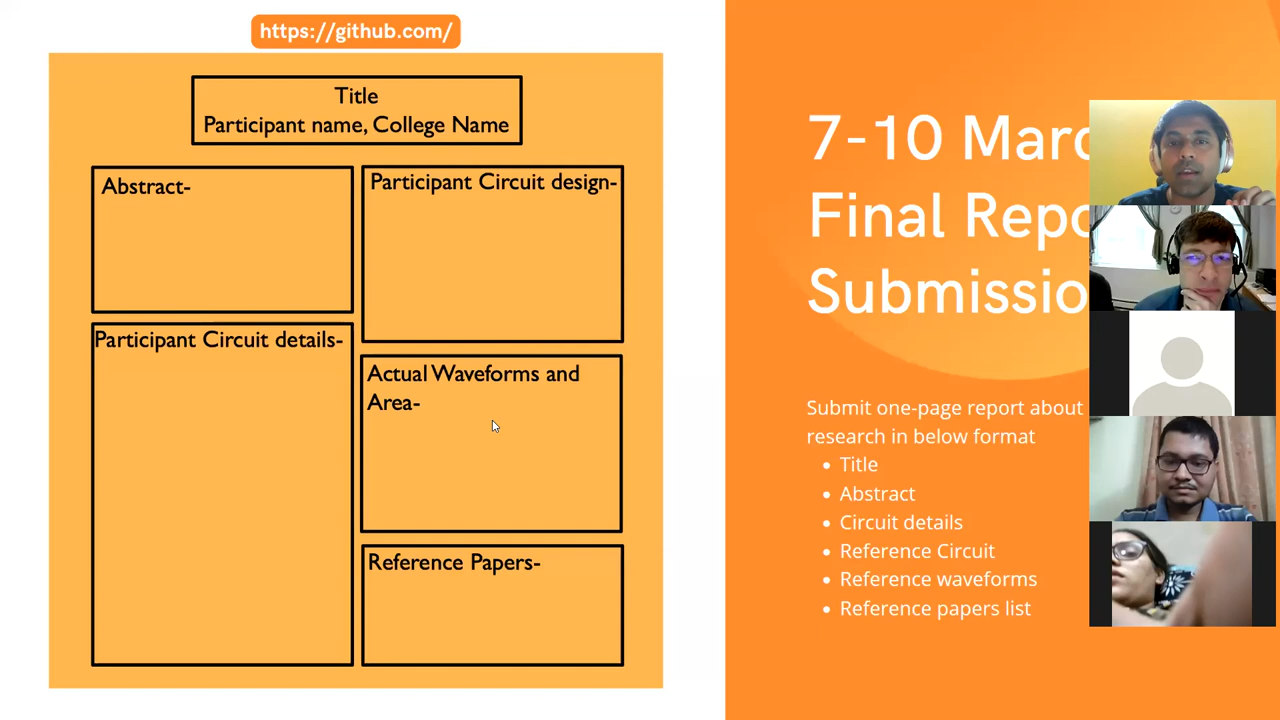 https://github.com/
Title
Participant name, College Name
Abstract-
Participant Circuit design-
Participant Circuit details-
Actual Waveforms and
Area-
Reference Papers-
7-10 Marc
Final Repo
Submissio
Submit one-page report about
research in below format
• Title
• Abstract
• Circuit details
• Reference Circuit
• Reference waveforms
• Reference papers list